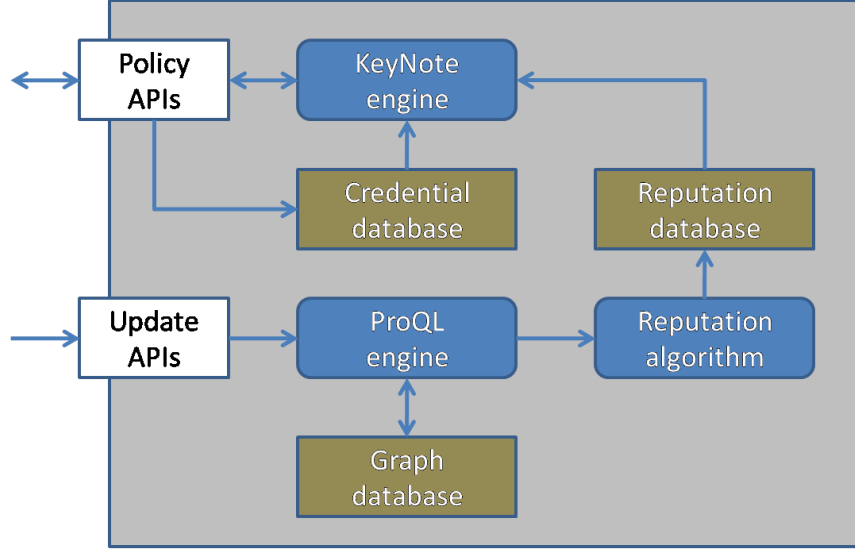 Policy
APIs
KeyNote
engine
Credential
database
Reputation
database
Update
APIs
ProQL
engine
Reputation
algorithm
Graph
database